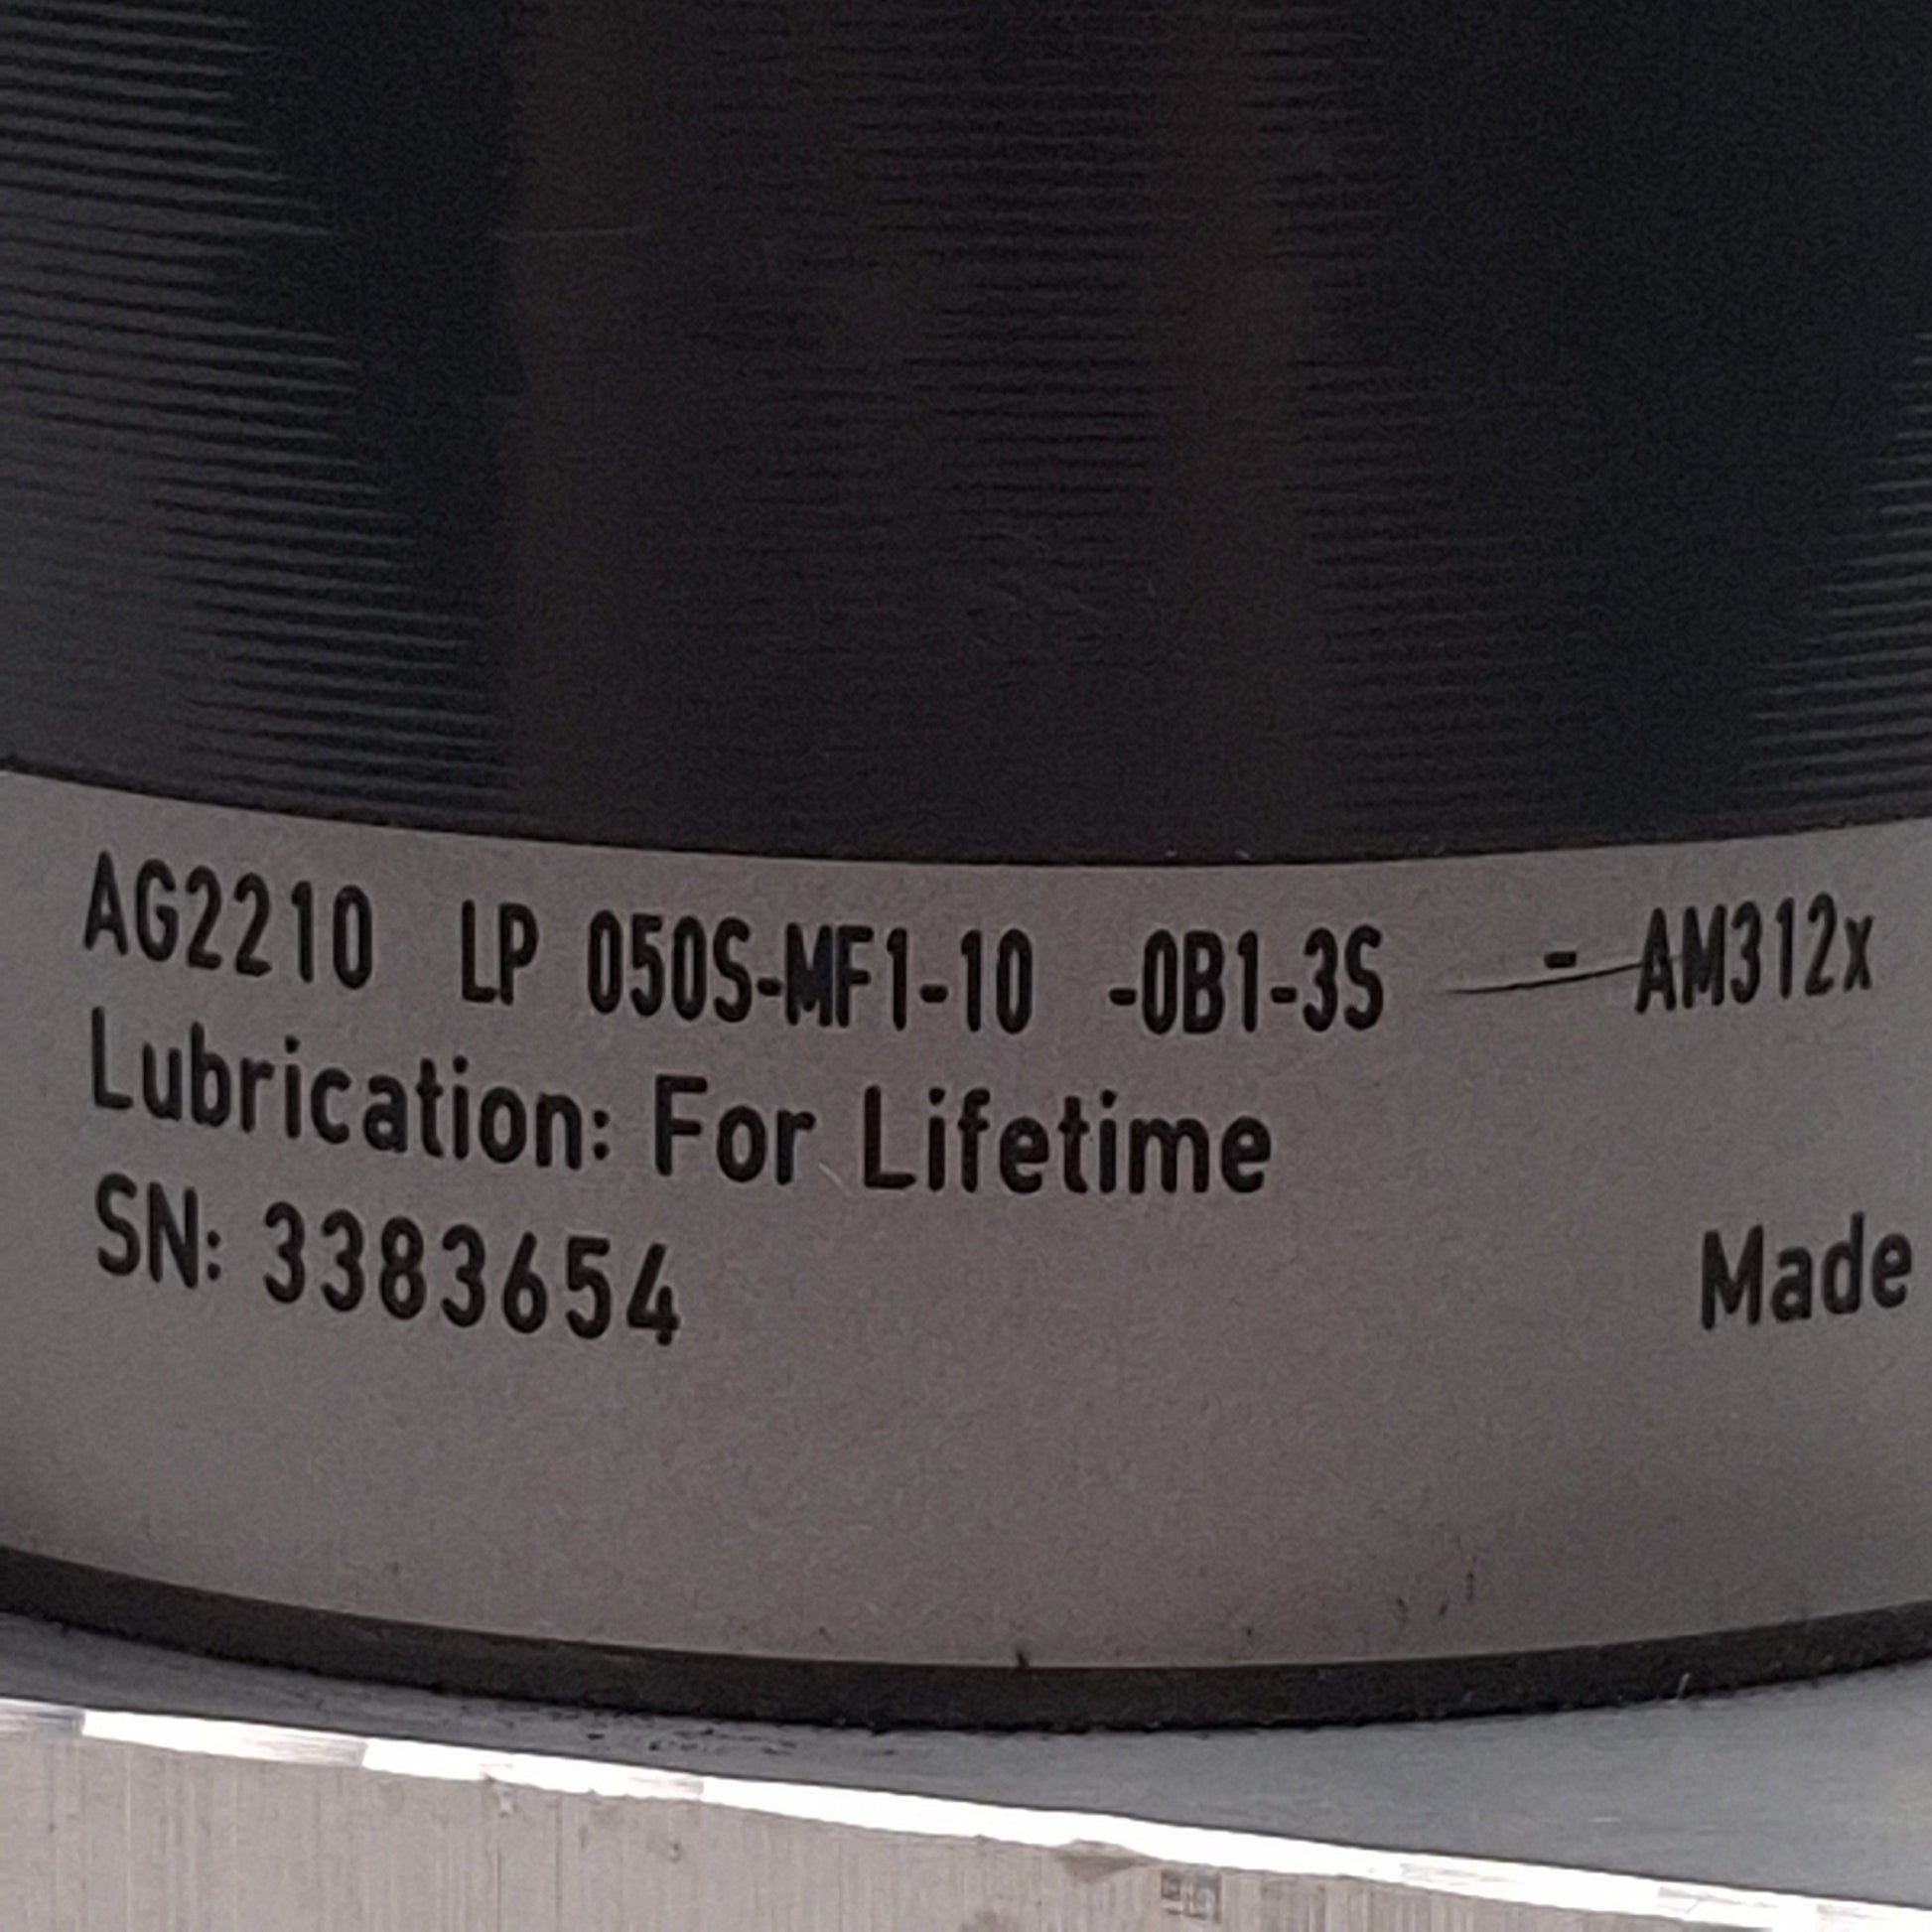 AG2210 LP 050S-MF1-10 -0B1-3S - AM312x
Lubrication: For Lifetime
SN: 3383654
Made